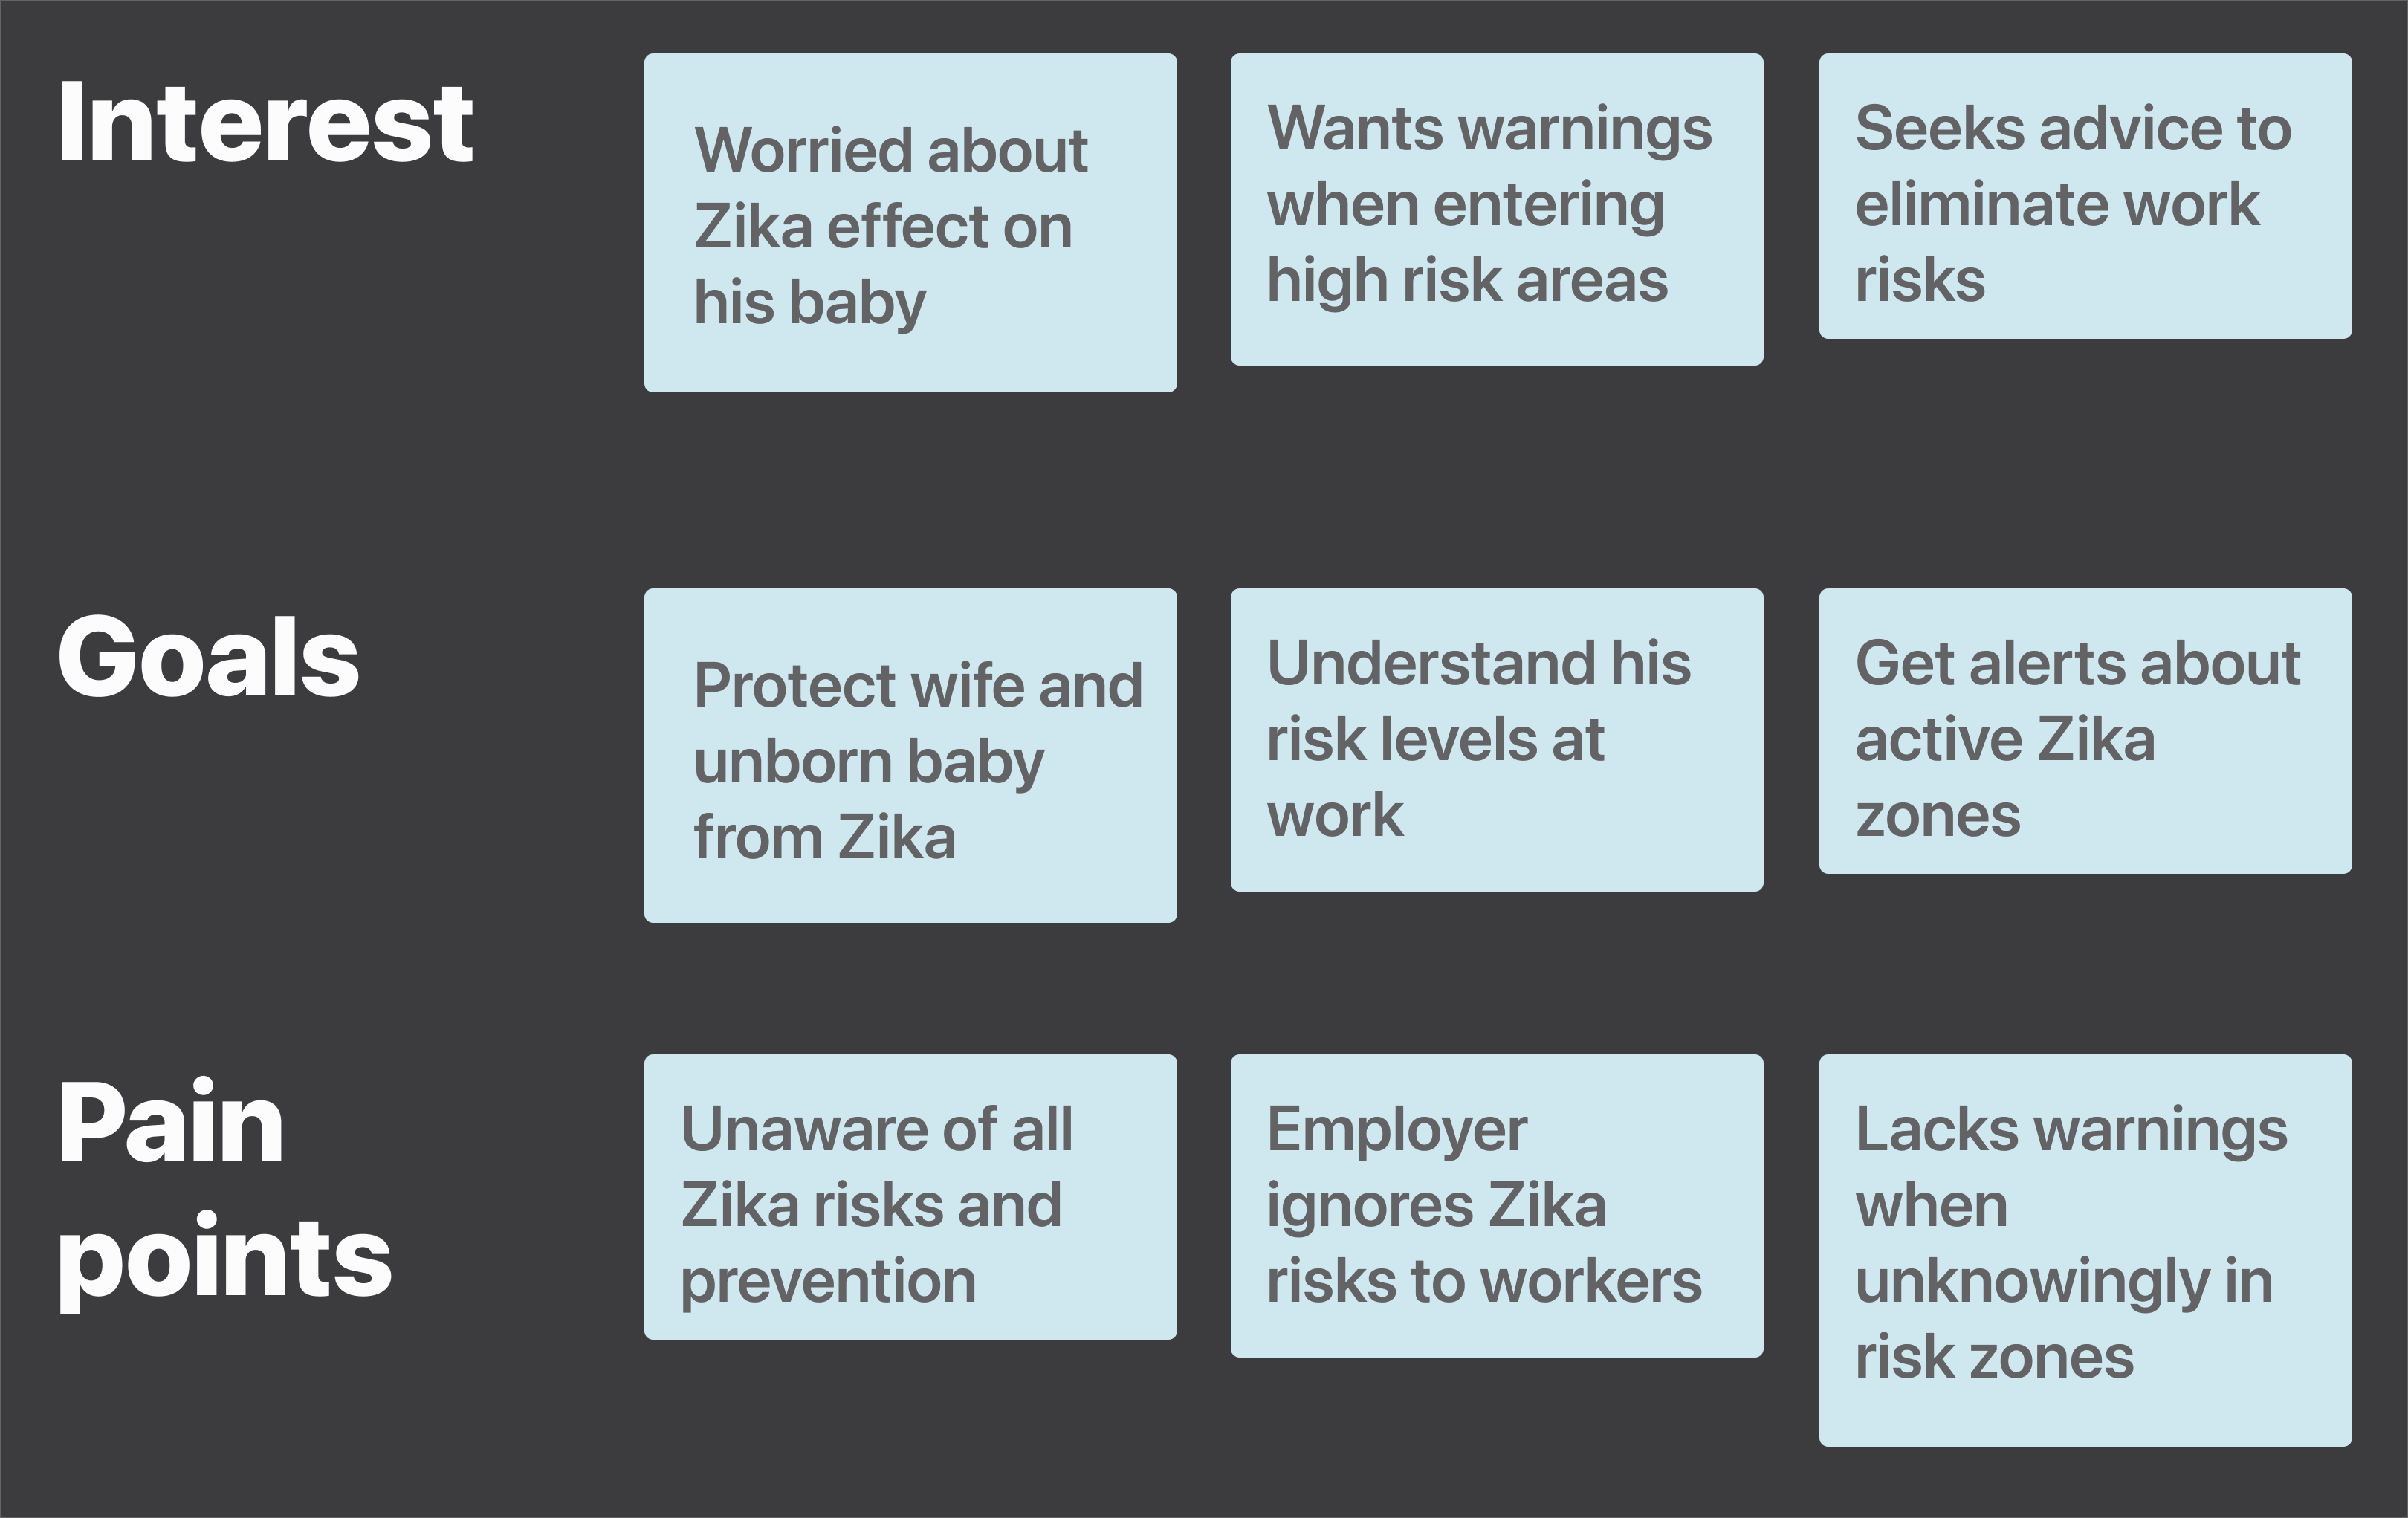 Interest
Worried about
Zika effect on
his baby
Wants warnings
when entering
high risk areas
Seeks advice to
eliminate work
risks
Goals
Protect wife and
unborn baby
from Zika
Understand his
risk levels at
work
Get alerts about
active Zika
zones
Pain
points
Unaware of all
Zika risks and
prevention
Employer
ignores Zika
risks to workers
Lacks warnings
when
unknowingly in
risk zones